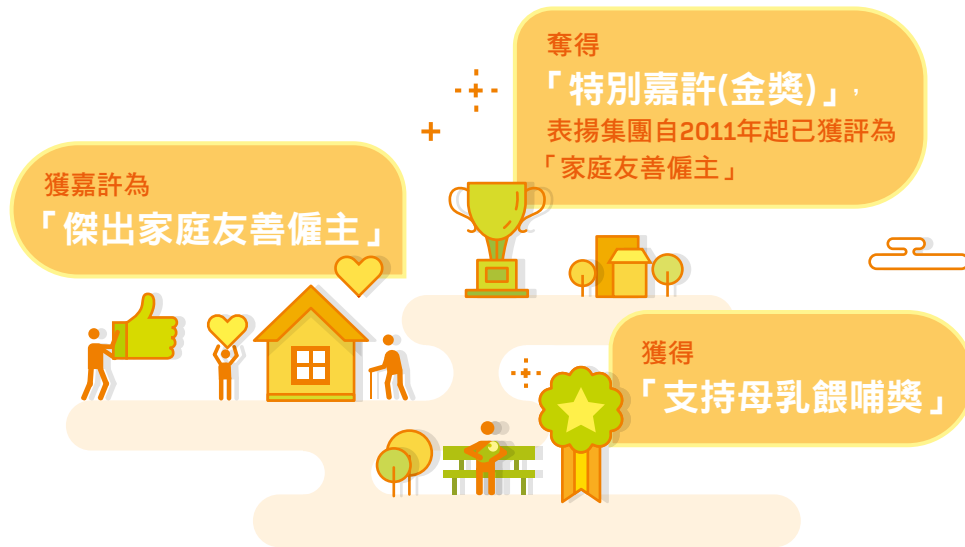 奪得
「特別嘉許(金獎)」，
表揚集團自2011年起已獲評為
「家庭友善僱主」
獲嘉許為
「傑出家庭友善僱主」
獲得
「支持母乳餵哺獎」